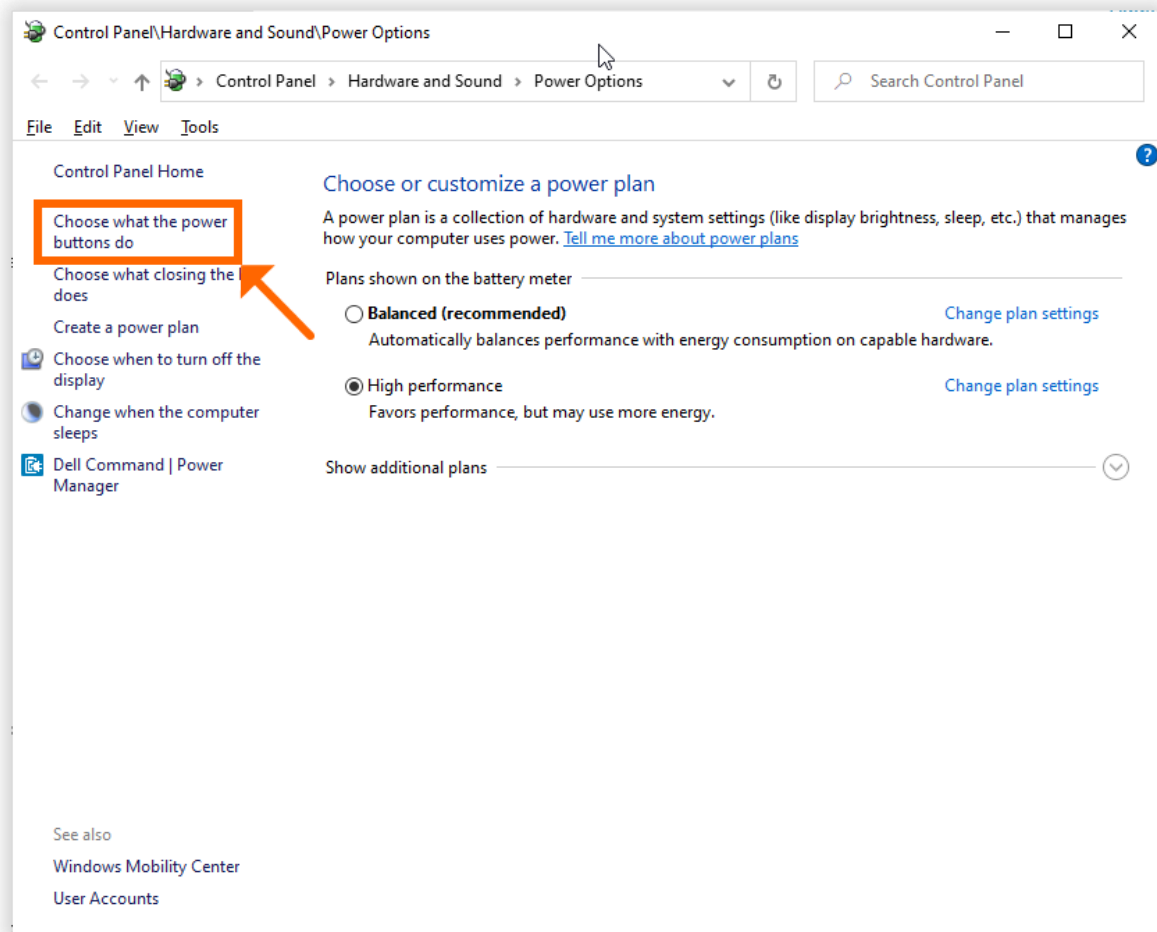 Control Panel\Hardware and Sound\Power Options
Control Panel > Hardware and Sound > Power Options
Search Control Panel
File Edit View Tools
Control Panel Home
Choose what the power
buttons do
Choose what closing the
does
Create a power plan
Choose when to turn off the
display
Change when the computer
sleeps
Dell Command | Power
Manager
?
Choose or customize a power plan
A power plan is a collection of hardware and system settings (like display brightness, sleep, etc.) that manages
how your computer uses power. Tell me more about power plans
Plans shown on the battery meter
Balanced (recommended) Change plan settings
Automatically balances performance with energy consumption on capable hardware.
High performance Change plan settings
Favors performance, but may use more energy.
Show additional plans
See also
Windows Mobility Center
User Accounts